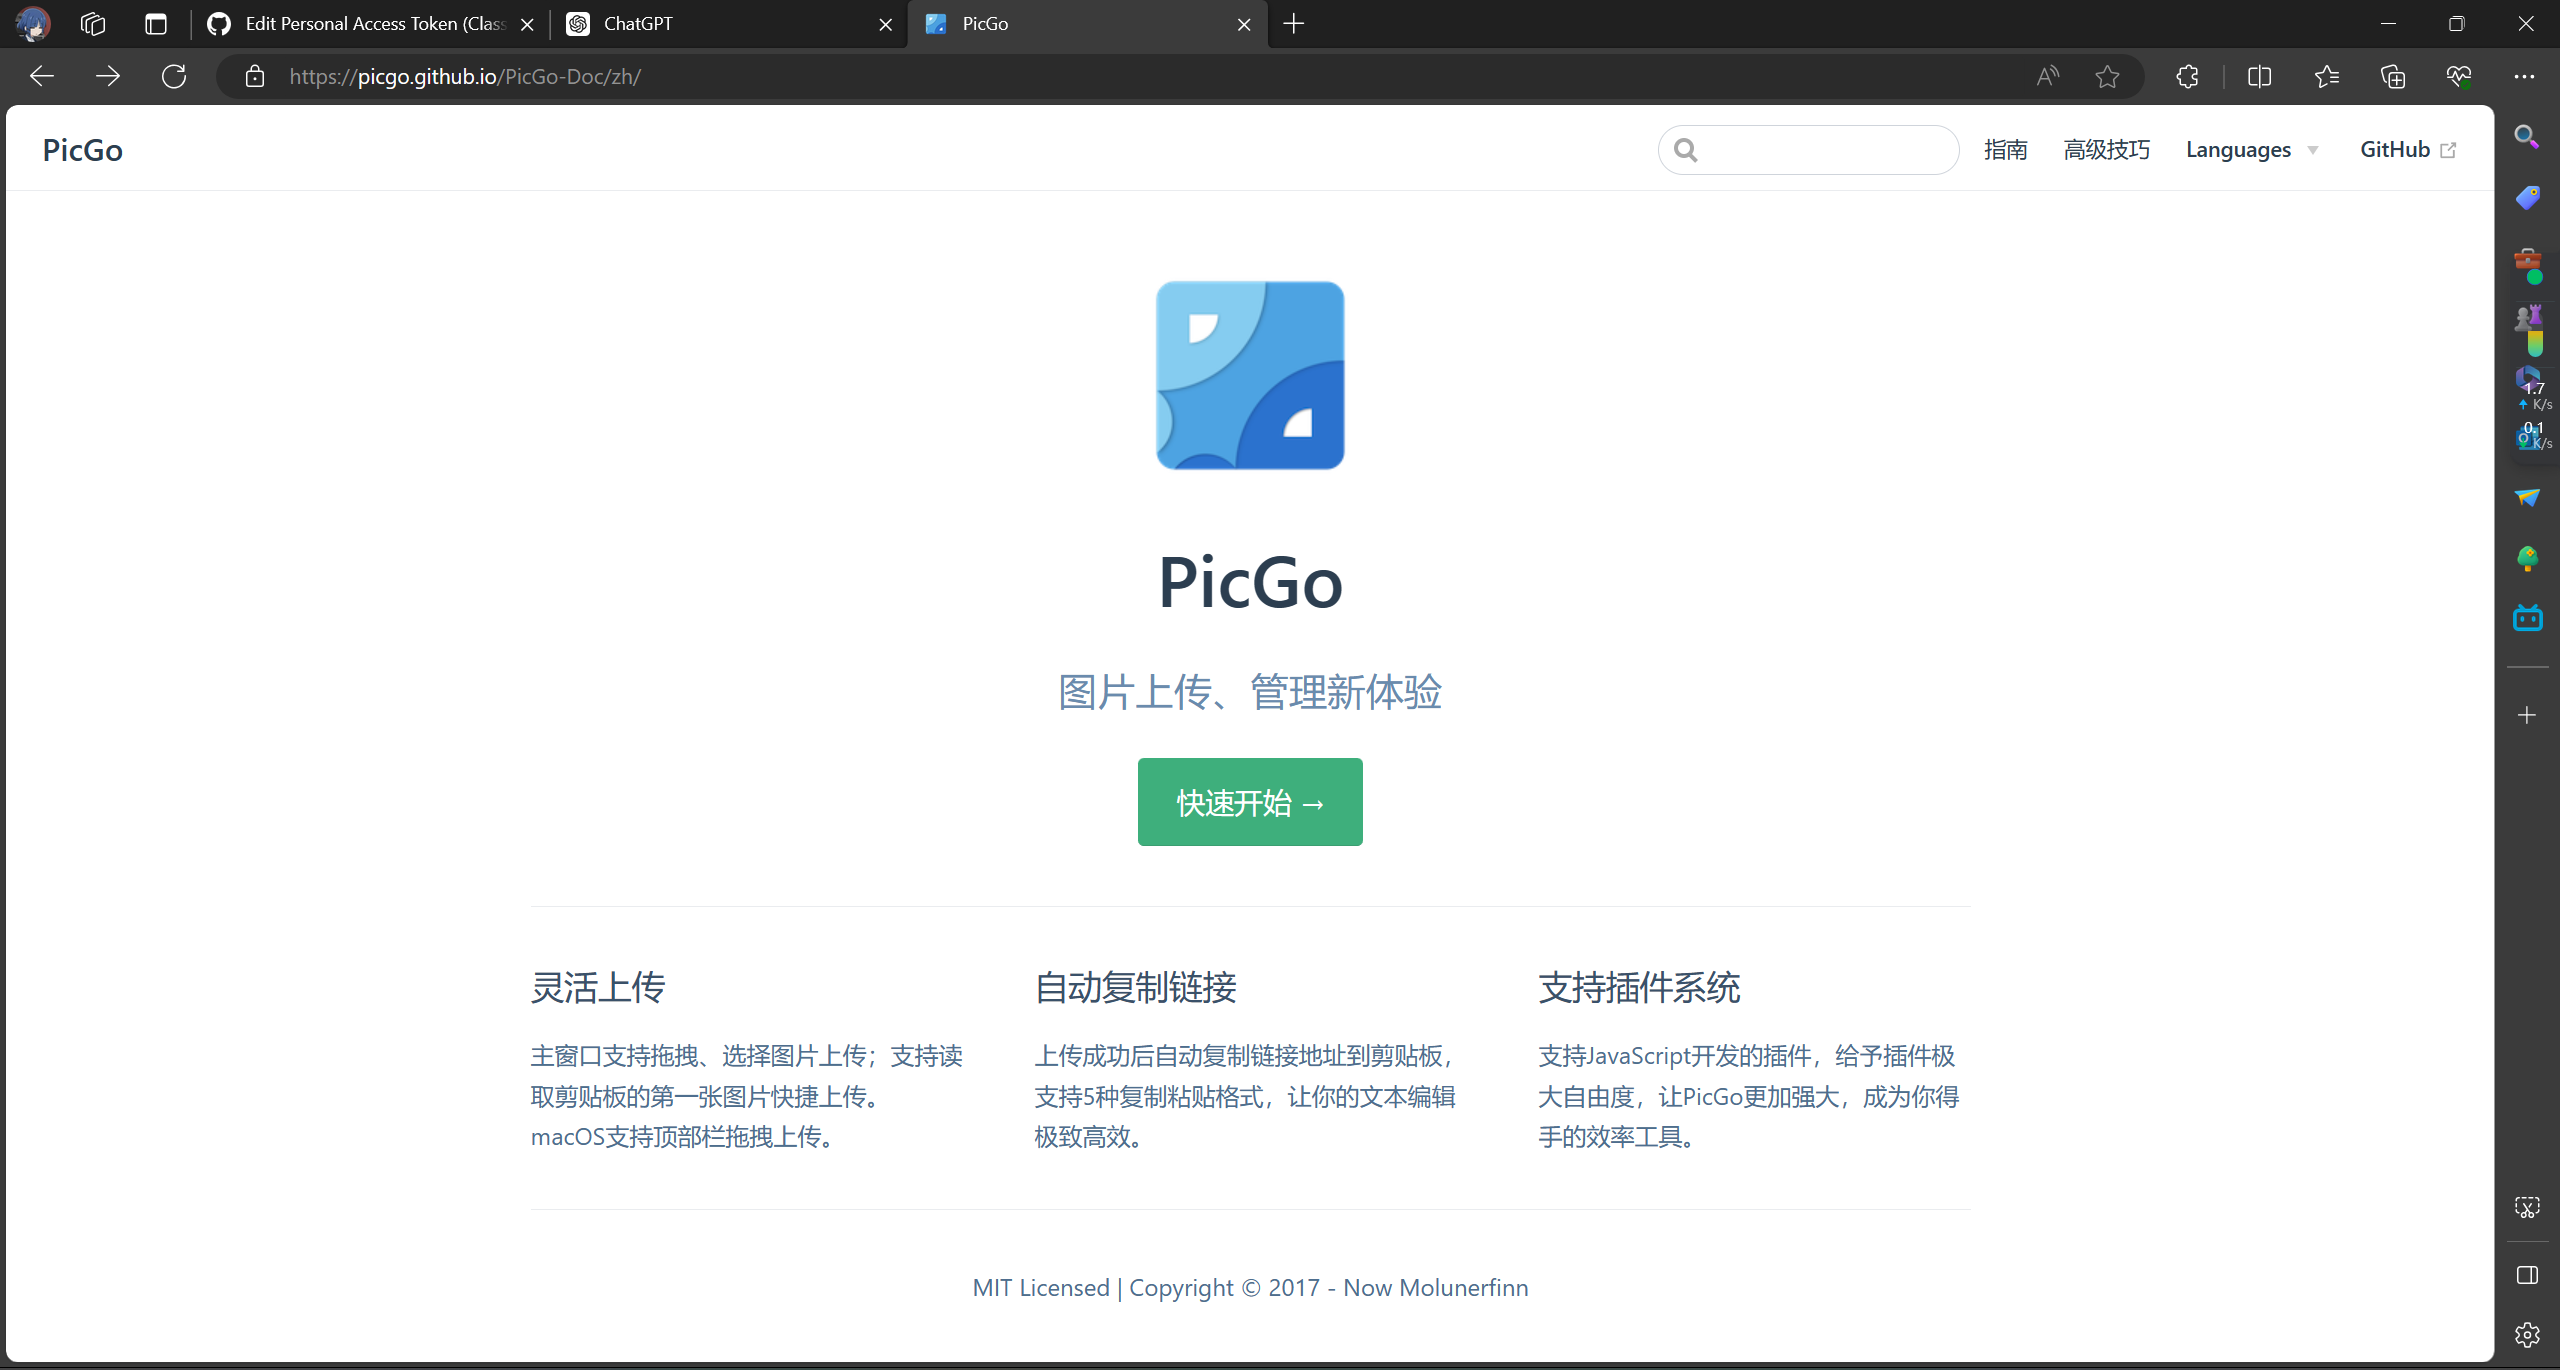 Edit Personal Access Token (Class
ChatGPT
PicGo
https://picgo.github.io/PicGo-Doc/zh/
PicGo
指南
高级技巧
Languages
GitHub
1.7
K/s
0.1
K/s
PicGo
图片上传、管理新体验
快速开始 →
灵活上传
主窗口支持拖拽、选择图片上传；支持读
取剪贴板的第一张图片快捷上传。
macOS支持顶部栏拖拽上传。
自动复制链接
上传成功后自动复制链接地址到剪贴板，
支持5种复制粘贴格式，让你的文本编辑
极致高效。
支持插件系统
支持JavaScript开发的插件，给予插件极
大自由度，让PicGo更加强大，成为你得
手的效率工具。
MIT Licensed | Copyright © 2017 - Now Molunerfinn